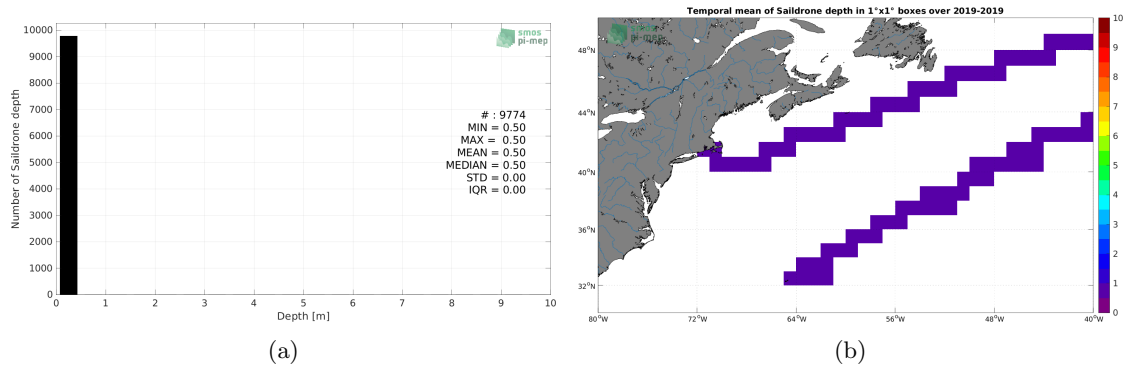 10000
9000
8000
7000
6000
5000
4000
3000
2000
1000
0
Number of Saildrone depth
smos
pi-mep
# : 9774
MIN = 0.50
MAX = 0.50
MEAN = 0.50
MEDIAN = 0.50
STD = 0.00
IQR = 0.00
0 1 2 3 4 5 6 7 8 9 10
Depth [m]
(a)
Temporal mean of Saildrone depth in 1°x1° boxes over 2019-2019
smos
pi-mep
48°N
44°N
40°N
36°N
32°N
80°W 72°W 64°W 56°W 48°W 40°W
10
9
8
7
6
5
4
3
2
1
0
(b)